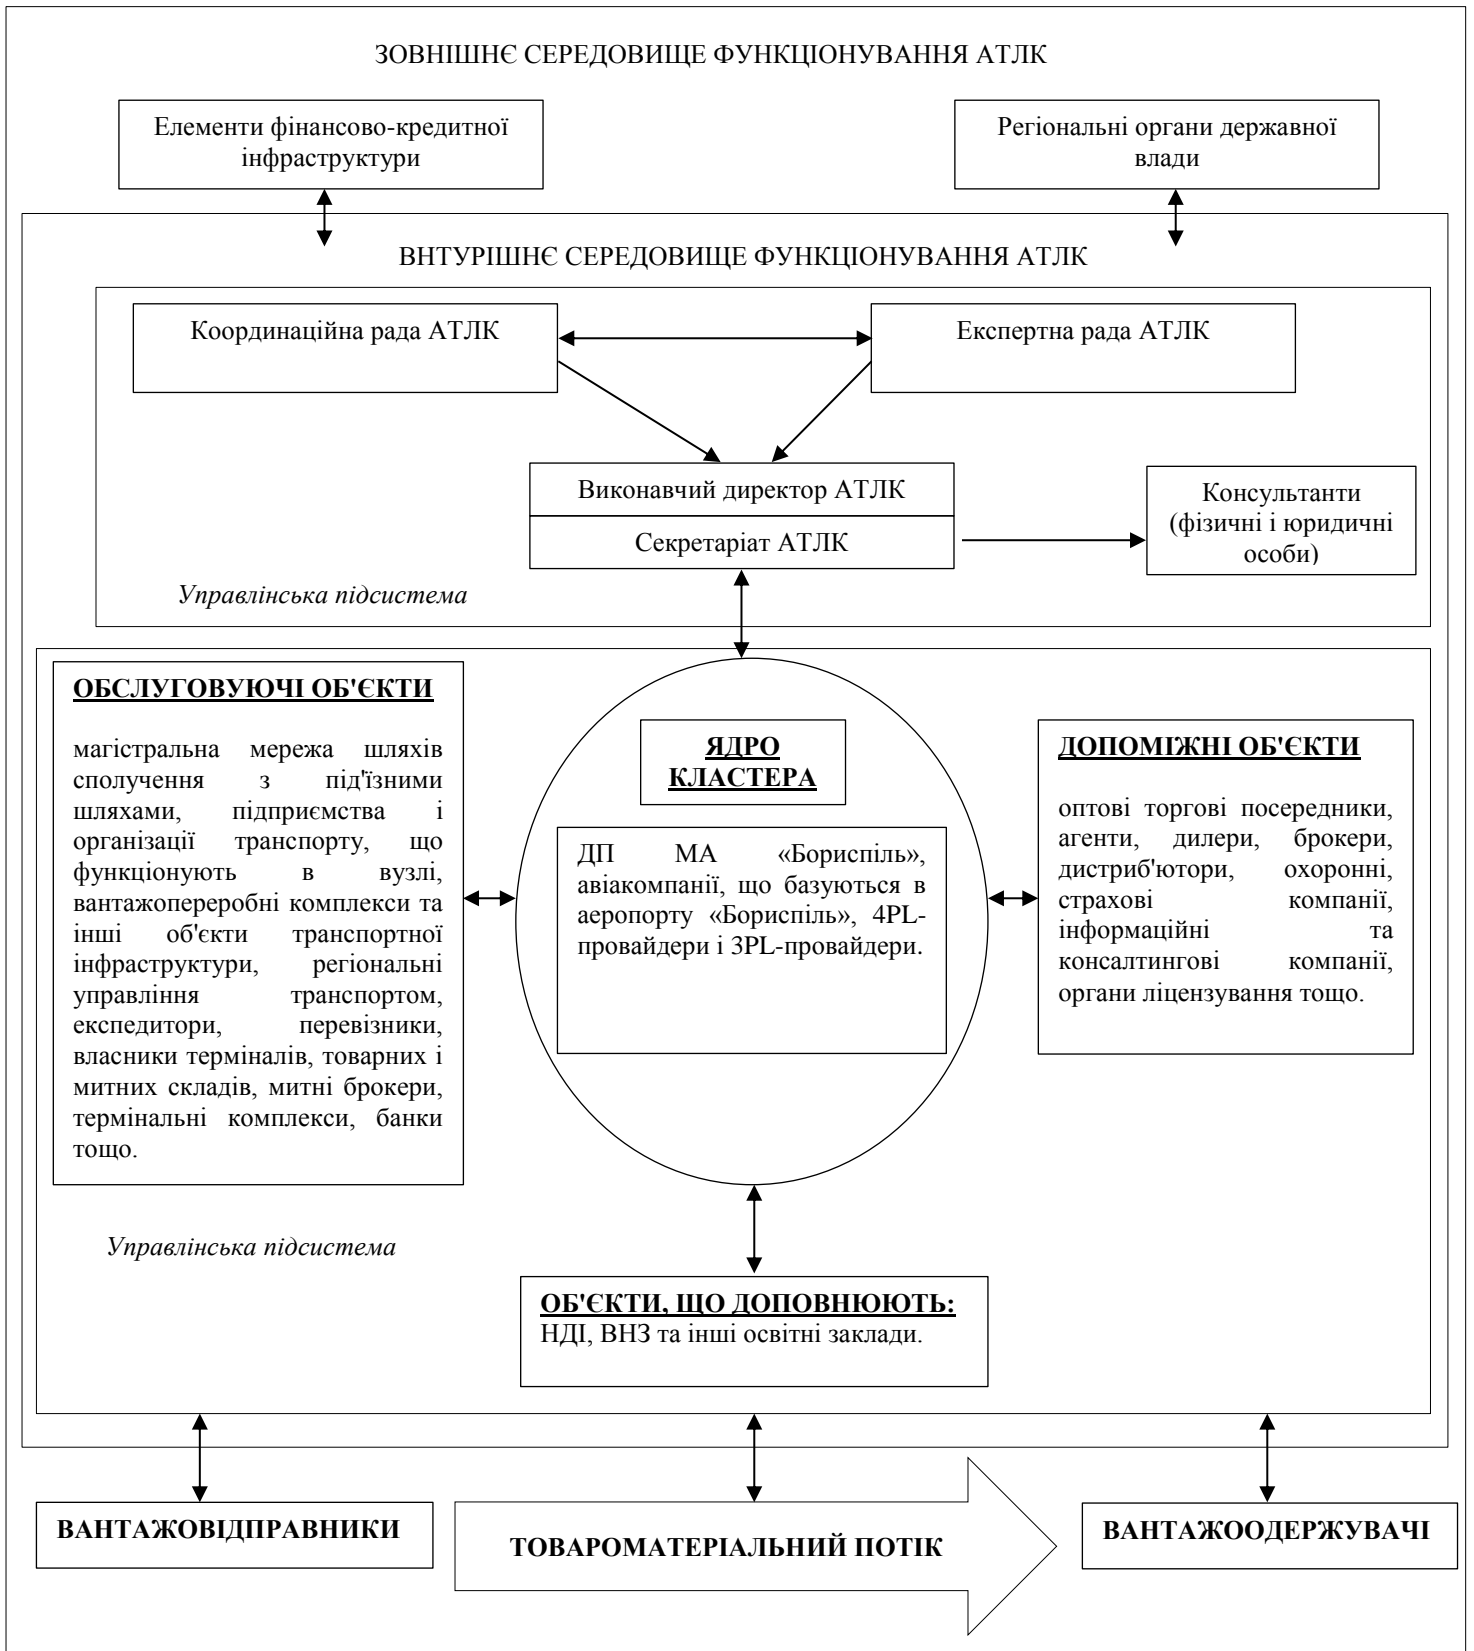 ЗОВНІШНЄ СЕРЕДОВИЩЕ ФУНКЦІОНУВАННЯ АТЛК
Елементи фінансово-кредитної
інфраструктури
Регіональні органи державної
влади
ВНТУРІШНЄ СЕРЕДОВИЩЕ ФУНКЦІОНУВАННЯ АТЛК
Координаційна рада АТЛК
Експертна рада АТЛК
Виконавчий директор АТЛК
Секретаріат АТЛК
Консультанти
(фізичні і юридичні
особи)
Управлінська підсистема
ОБСЛУГОВУЮЧІ ОБ'ЄКТИ
магістральна мережа шляхів
сполучення з під'їзними
шляхами, підприємства і
організації транспорту, що
функціонують в вузлі,
вантажопереробні комплекси та
інші об'єкти транспортної
інфраструктури, регіональні
управління транспортом,
експедитори, перевізники,
власники терміналів, товарних і
митних складів, митні брокери,
термінальні комплекси, банки
тощо.
ЯДРО
КЛАСТЕРА
ДП МА «Бориспіль»,
авіакомпанії, що базуються в
аеропорту «Бориспіль», 4PL-
провайдери і 3PL-провайдери.
ДОПОМІЖНІ ОБ'ЄКТИ
оптові торгові посередники,
агенти, дилери, брокери,
дистриб'ютори, охоронні,
страхові компанії,
інформаційні та
консалтингові компанії,
органи ліцензування тощо.
Управлінська підсистема
ОБ'ЄКТИ, ЩО ДОПОВНЮЮТЬ:
НДІ, ВНЗ та інші освітні заклади.
ВАНТАЖОВІДПРАВНИКИ
ТОВАРОМАТЕРІАЛЬНИЙ ПОТІК
ВАНТАЖООДЕРЖУВАЧІ